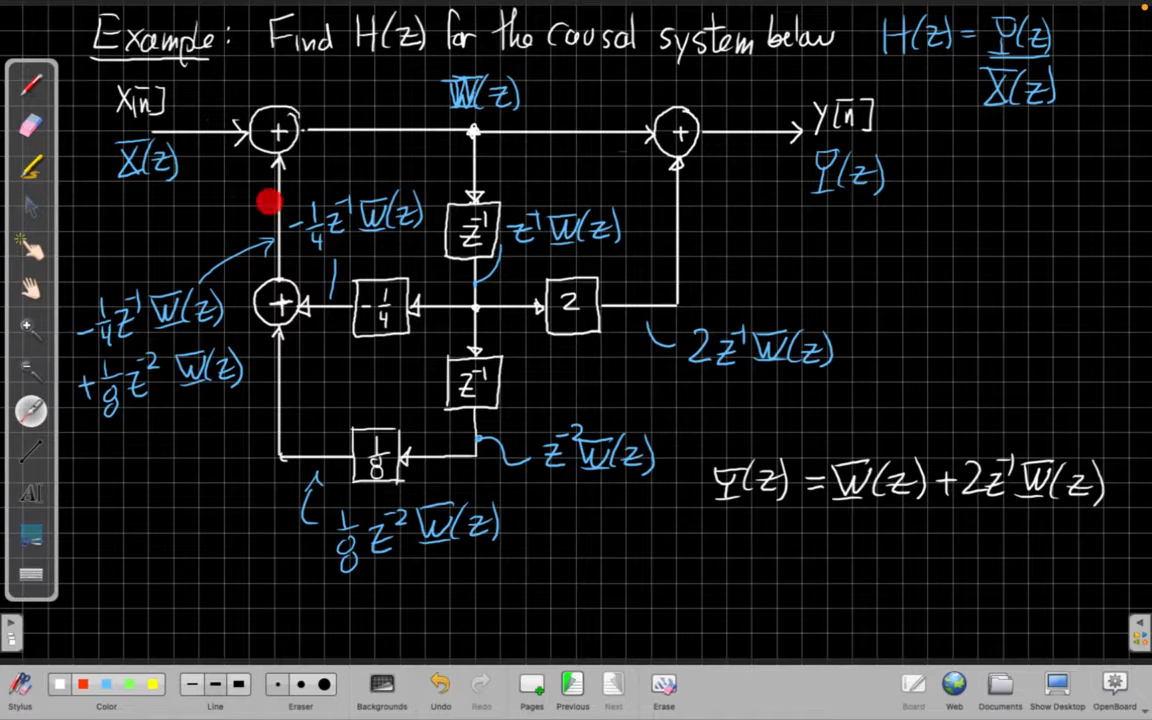 Example: Find H(z) for the causal system below H(z) = Y(z)/X(z)
X[n] W(z) Y[n]
X(z) + + Y(z)
-1/4 z⁻¹ W(z) z⁻¹ z⁻¹ W(z)
-1/4 z⁻¹ W(z) + -1/4 2
+1/8 z⁻² W(z) z⁻¹ 2z⁻¹ W(z)
1/8 z⁻² W(z)
Y(z) = W(z) + 2z⁻¹ W(z)
1/8 z⁻² W(z)
AI
Stylus Color Line Eraser Backgrounds Undo Redo Pages Previous Next Erase Board Web Documents Show Desktop OpenBoard